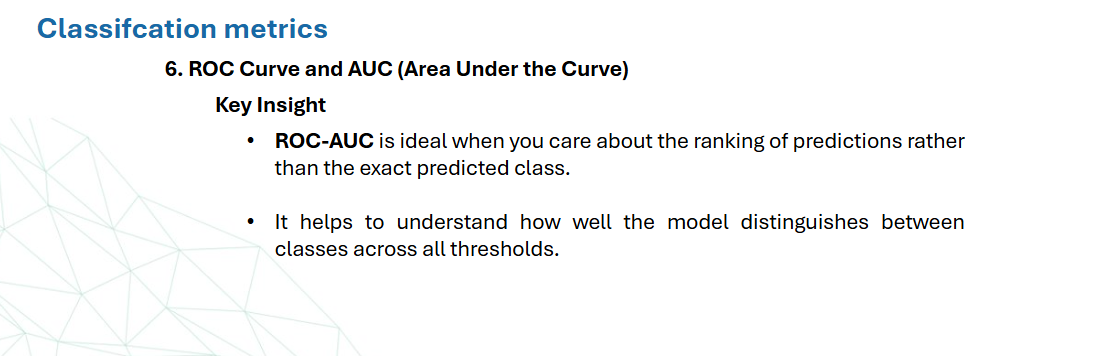 Classifcation metrics
6. ROC Curve and AUC (Area Under the Curve)
Key Insight
• ROC-AUC is ideal when you care about the ranking of predictions rather
than the exact predicted class.
• It helps to understand how well the model distinguishes between
classes across all thresholds.